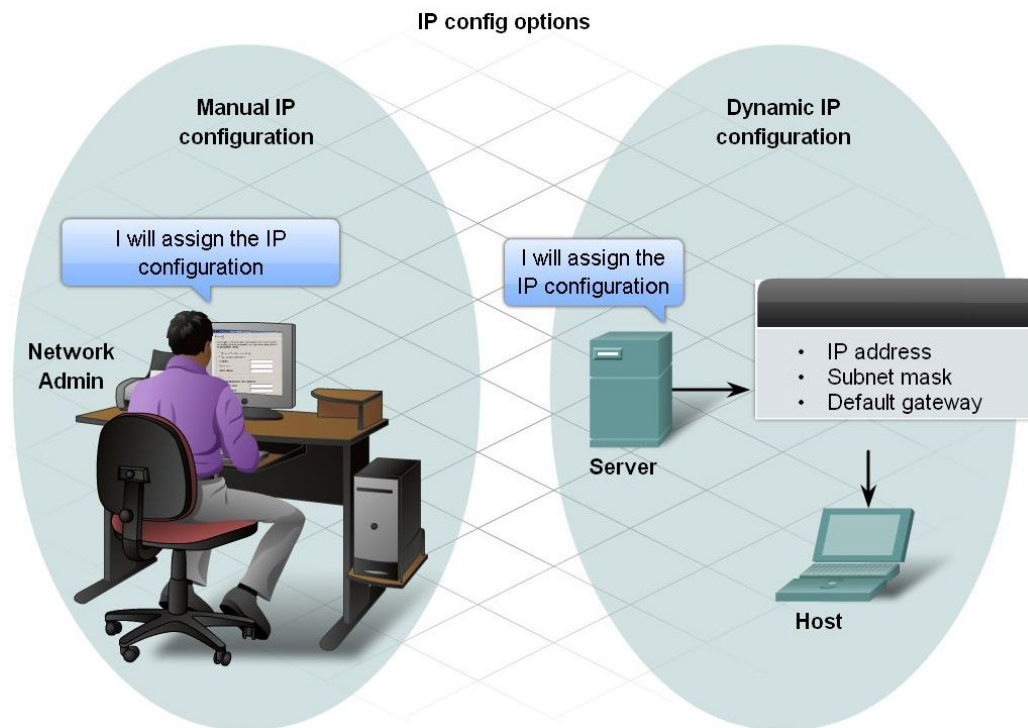 IP config options
Manual IP
configuration
I will assign the IP
configuration
Network
Admin
Dynamic IP
configuration
I will assign the
IP configuration
• IP address
• Subnet mask
• Default gateway
Server
Host